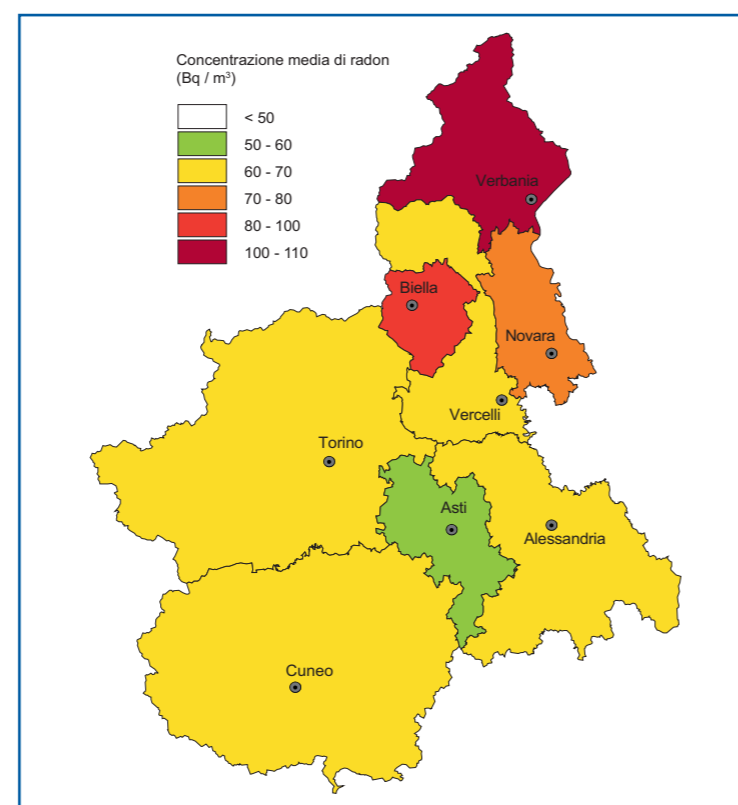 Concentrazione media di radon
(Bq / m³)
< 50
50 - 60
60 - 70
70 - 80
80 - 100
100 - 110
Verbania
Biella
Novara
Vercelli
Torino
Asti
Alessandria
Cuneo